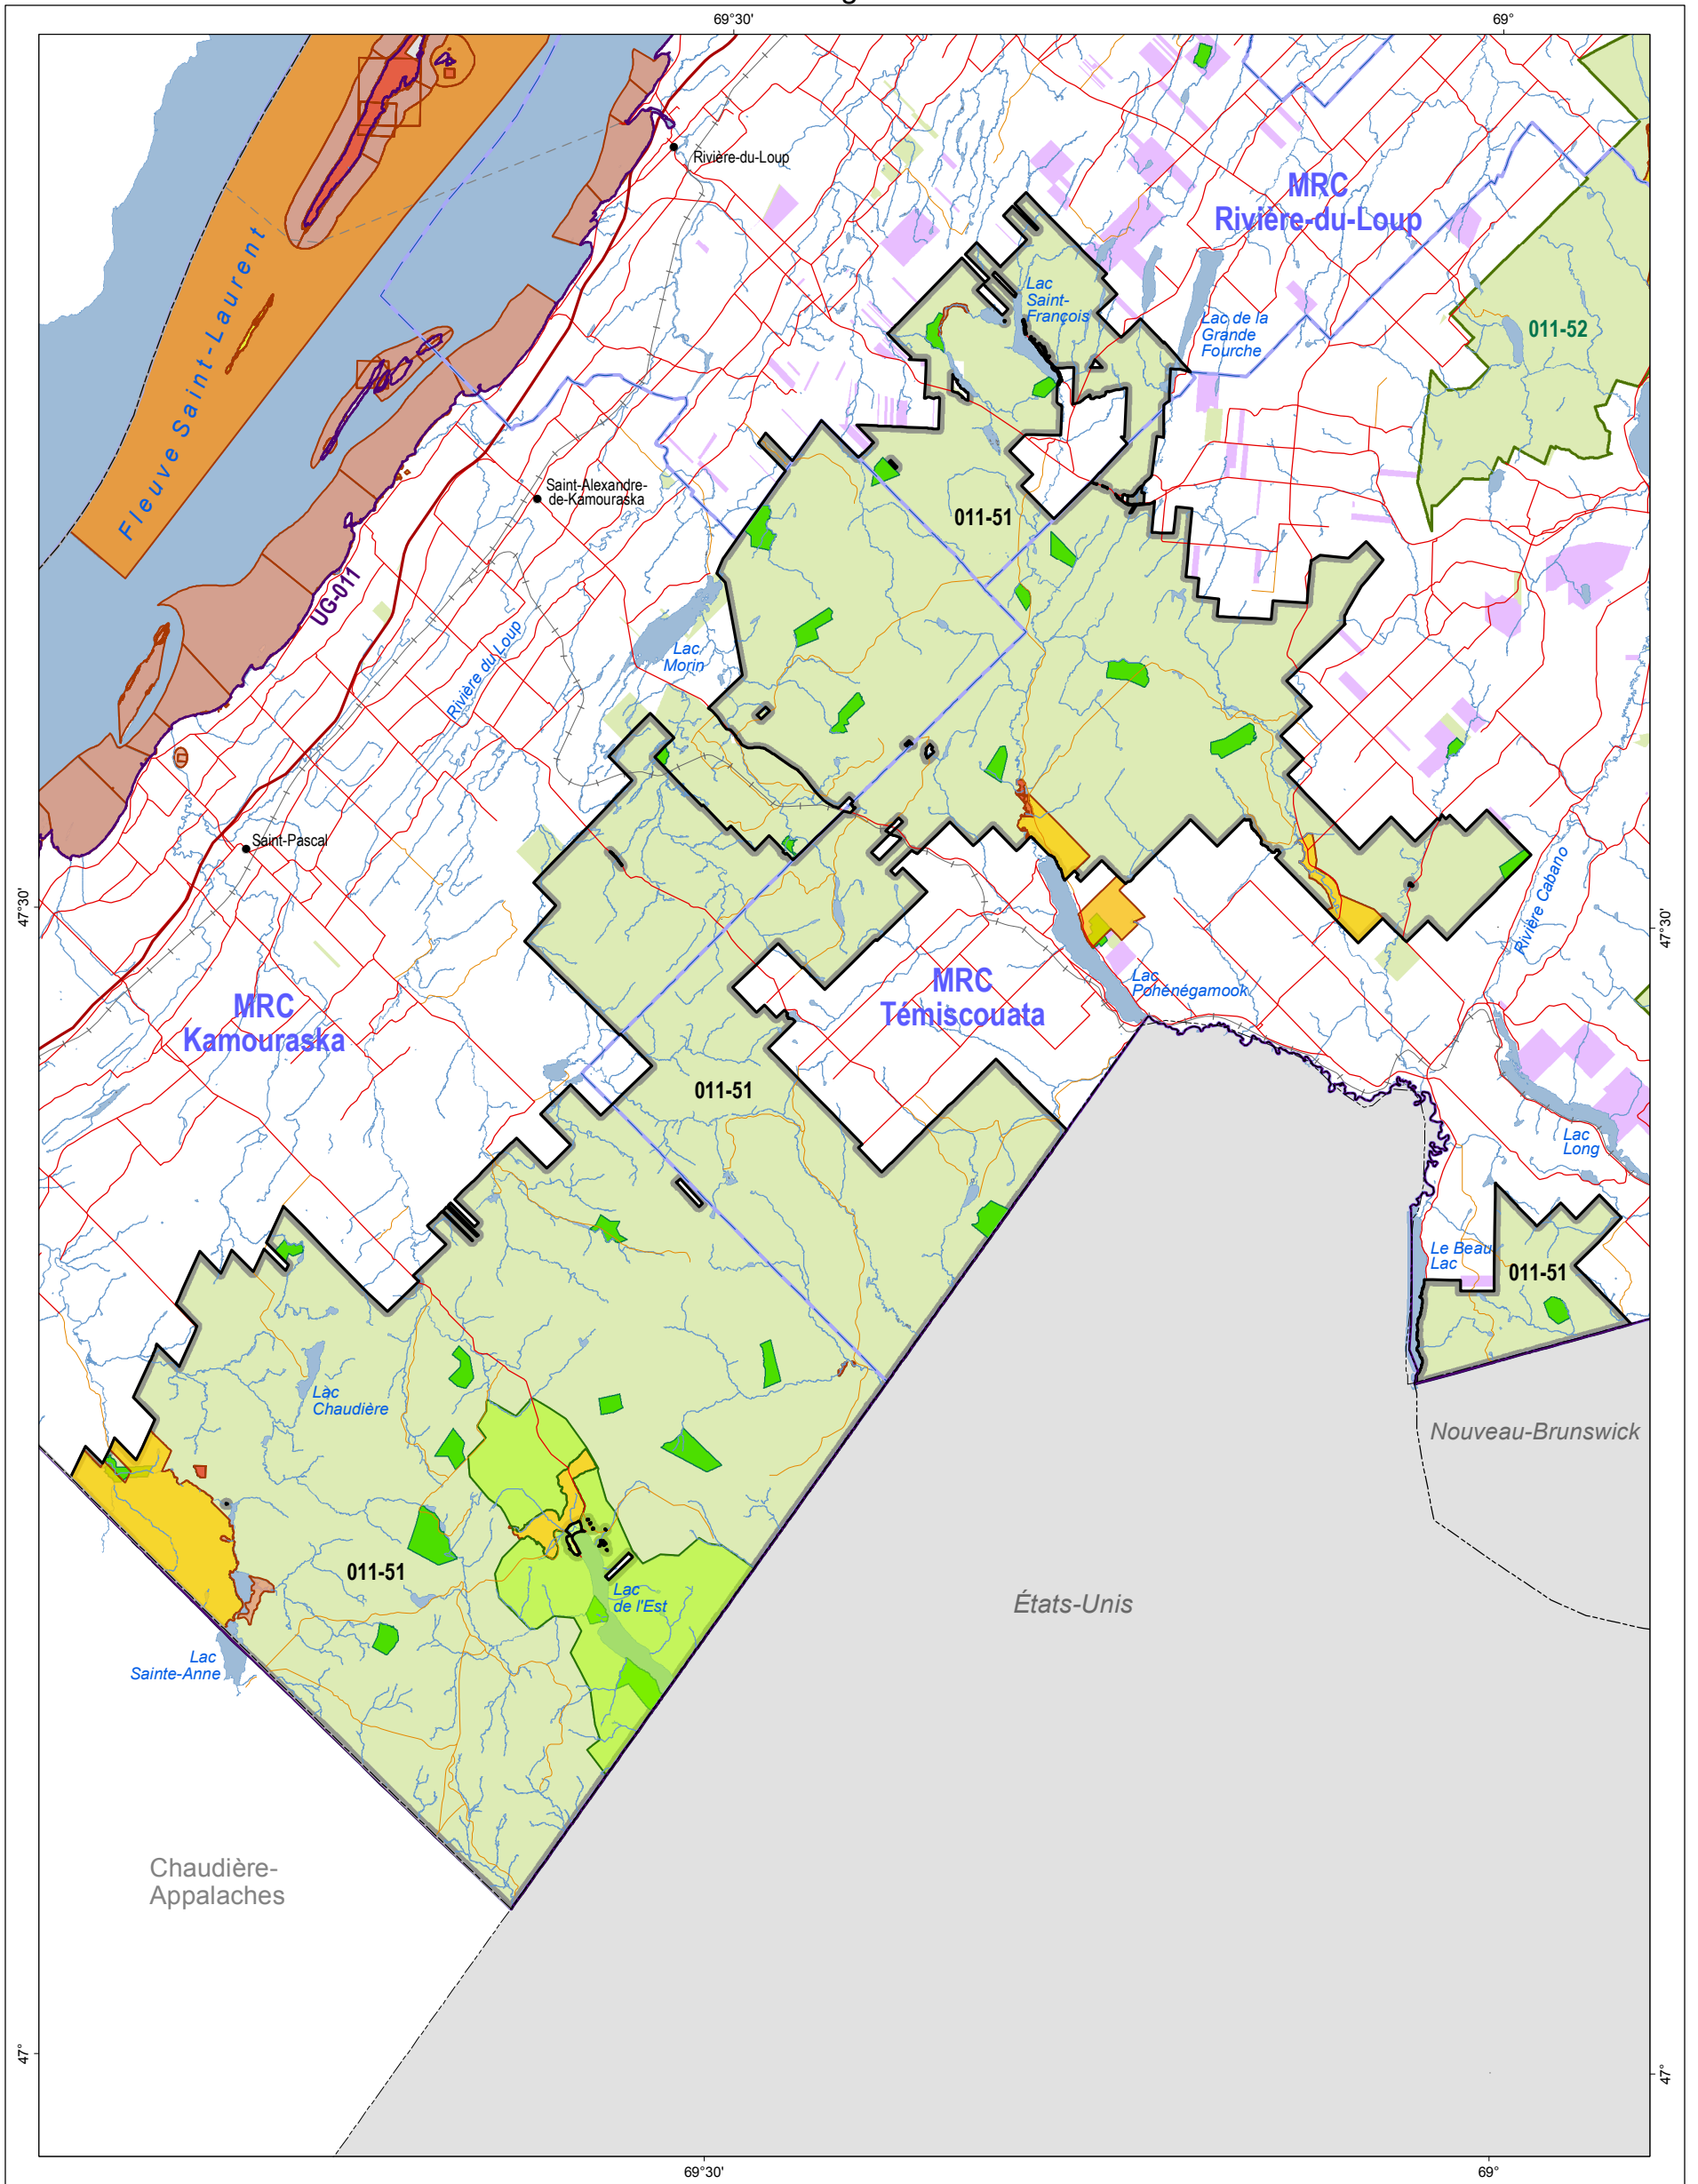 69°30'
69°
Rivière-du-Loup
MRC
Rivière-du-Loup
Fleuve Saint-Laurent
Lac
Saint-
François
Lac de la
Grande
Fourche
011-52
Saint-Alexandre-
de-Kamouraska
011-51
UG-011
Rivière du Loup
Lac
Morin
Saint-Pascal
47°30'
47°30'
Rivière Cabano
MRC
Kamouraska
MRC
Témiscouata
Lac
Pohénégamook
011-51
Lac
Long
Le Beau
Lac
011-51
Lac
Chaudière
Nouveau-Brunswick
011-51
Lac
de l'Est
États-Unis
Lac
Sainte-Anne
Chaudière-
Appalaches
47°
47°
69°30'
69°